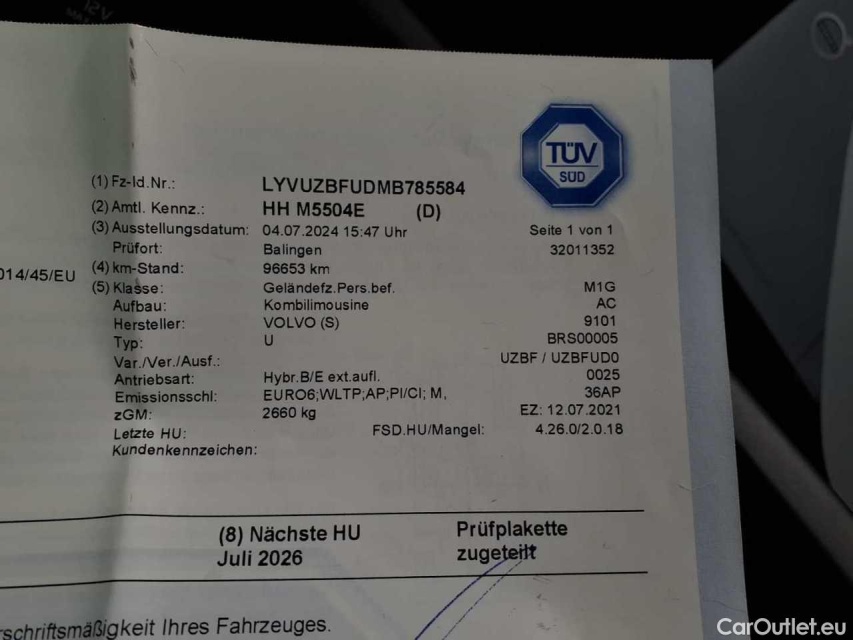 12V
TÜV
SÜD
(1) Fz-Id.Nr.: LYVUZBFUDMB785584
(2) Amtl. Kennz.: HH M5504E (D)
(3) Ausstellungsdatum: 04.07.2024 15:47 Uhr Seite 1 von 1
Prüfort: Balingen 32011352
014/45/EU (4) km-Stand: 96653 km
(5) Klasse: Geländefz.Pers.bef. M1G
Aufbau: Kombilimousine AC
Hersteller: VOLVO (S) 9101
Typ: U BRS00005
Var./Ver./Ausf.: UZBF / UZBFUD0
Antriebsart: Hybr.B/E ext.aufl. 0025
Emissionsschl: EURO6;WLTP;AP;PI/CI; M, 36AP
zGM: 2660 kg EZ: 12.07.2021
Letzte HU: FSD.HU/Mangel: 4.26.0/2.0.18
Kundenkennzeichen:
(8) Nächste HU Prüfplakette
Juli 2026 zugeteilt
rschriftsmäßigkeit Ihres Fahrzeuges.
CarOutlet.eu